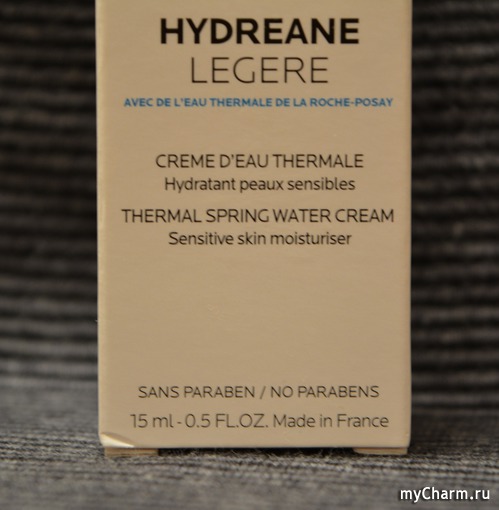 HYDREANE
LEGERE
AVEC DE L'EAU THERMALE DE LA ROCHE-POSAY
CREME D'EAU THERMALE
Hydratant peaux sensibles
THERMAL SPRING WATER CREAM
Sensitive skin moisturiser
SANS PARABEN / NO PARABENS
15 ml - 0.5 FL.OZ. Made in France
myCharm.ru